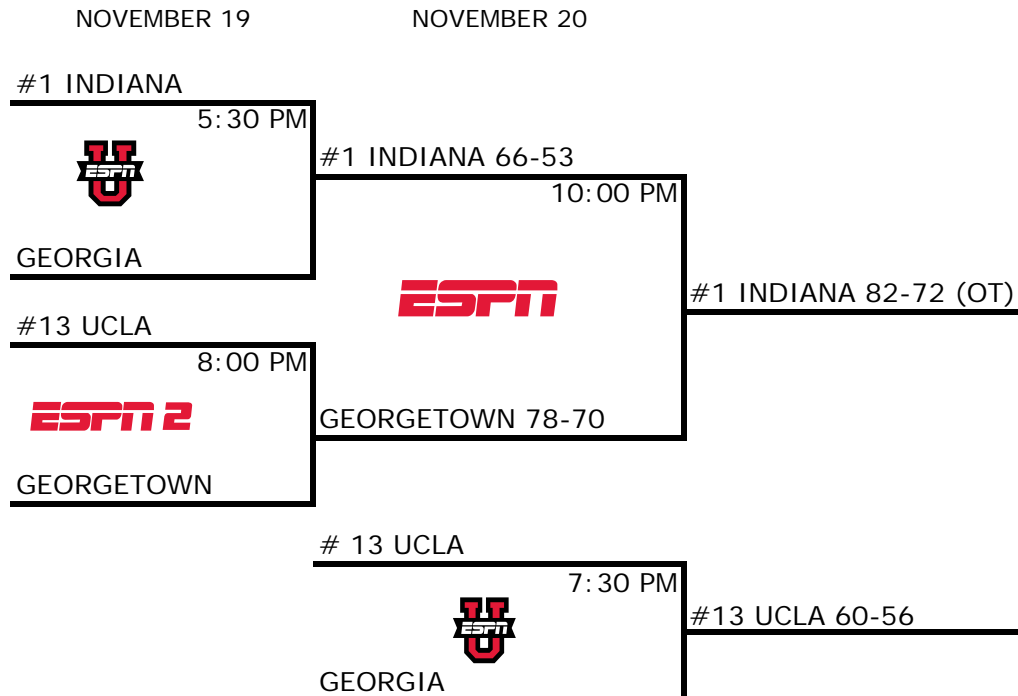 NOVEMBER 19
NOVEMBER 20
#1 INDIANA
5:30 PM
ESPN
U
GEORGIA
#13 UCLA
8:00 PM
ESPN 2
GEORGETOWN
#1 INDIANA 66-53
10:00 PM
ESPN
GEORGETOWN 78-70
#1 INDIANA 82-72 (OT)
# 13 UCLA
7:30 PM
ESPN
U
GEORGIA
#13 UCLA 60-56